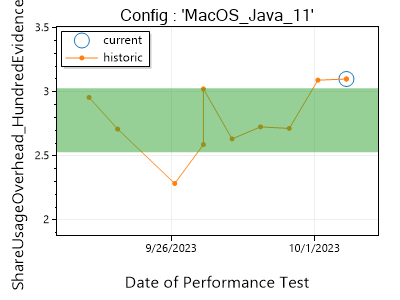 Config : 'MacOS_Java_11'
current
historic
ShareUsageOverhead_HundredEvidence
3.5
3
2.5
2
9/26/2023
10/1/2023
Date of Performance Test